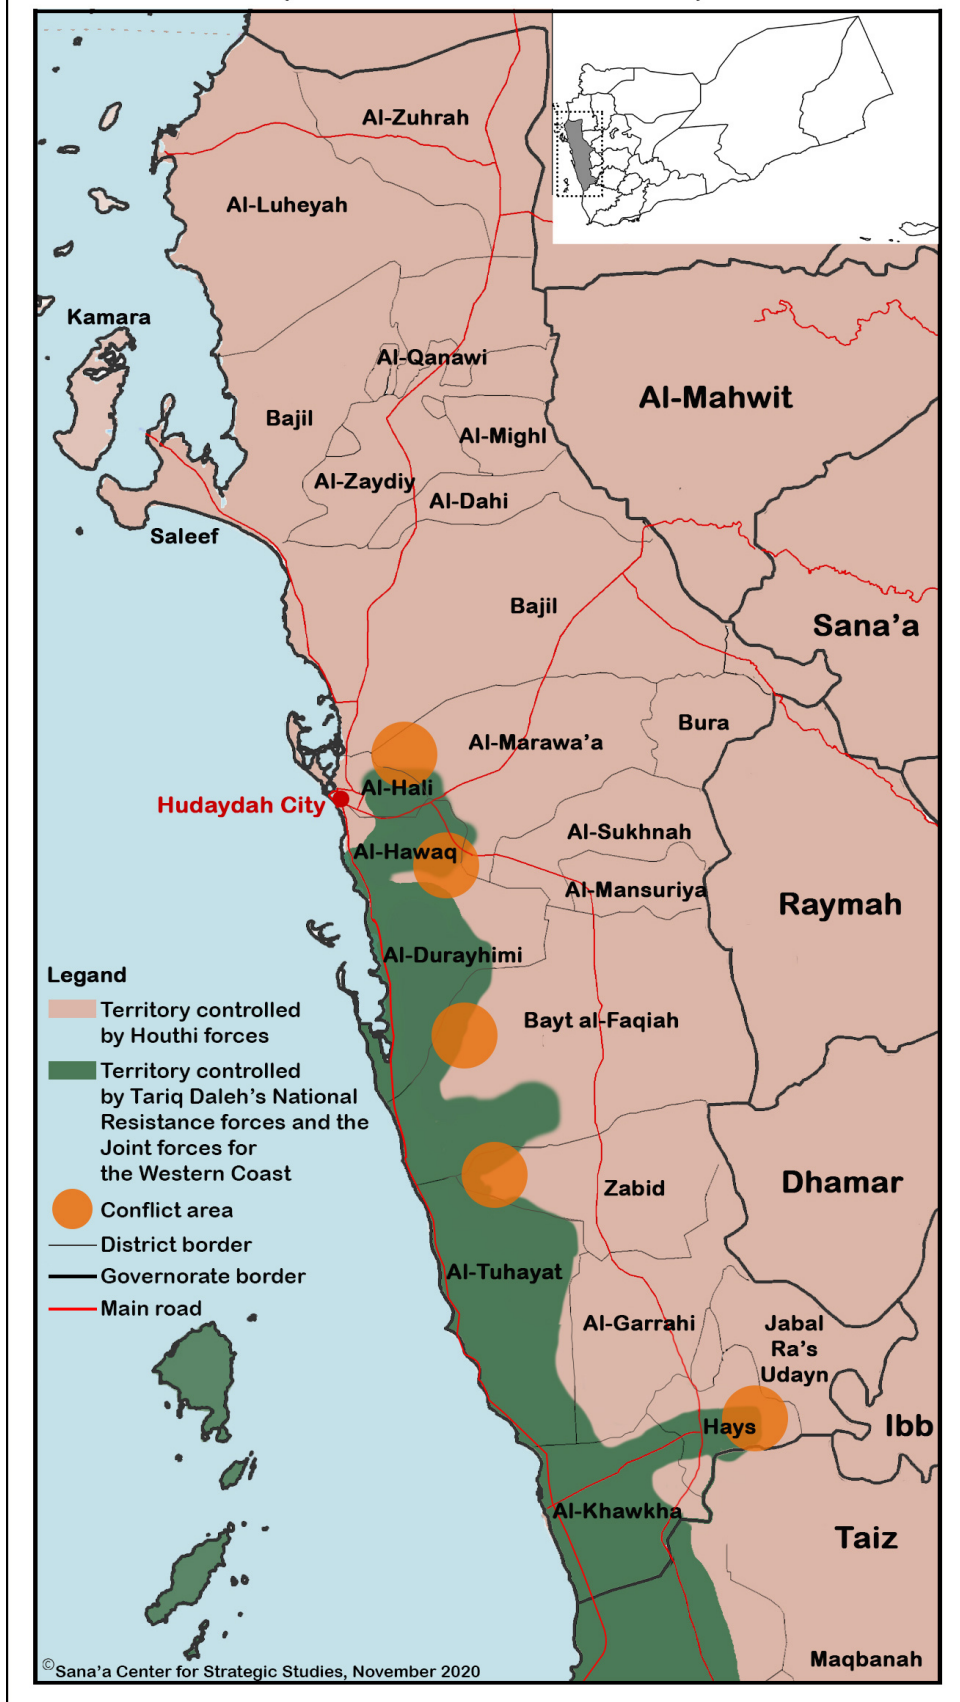 Al-Zuhrah
Al-Luheyah
Kamara
Al-Qanawi
Al-Mahwit
Bajil
Al-Mighl
Al-Zaydiy
Al-Dahi
Saleef
Bajil
Sana’a
Bura
Al-Marawa’a
Al-Hali
Hudaydah City
Al-Sukhnah
Al-Hawaq
Al-Mansuriya
Raymah
Al-Durayhimi
Bayt al-Faqiah
Legand
Territory controlled
by Houthi forces
Territory controlled
by Tariq Daleh’s National
Resistance forces and the
Joint forces for
the Western Coast
Conflict area
District border
Governorate border
Main road
Zabid
Dhamar
Al-Tuhayat
Al-Garrahi
Jabal
Ra’s
Udayn
Hays
Ibb
Al-Khawkha
Taiz
Maqbanah
©Sana’a Center for Strategic Studies, November 2020